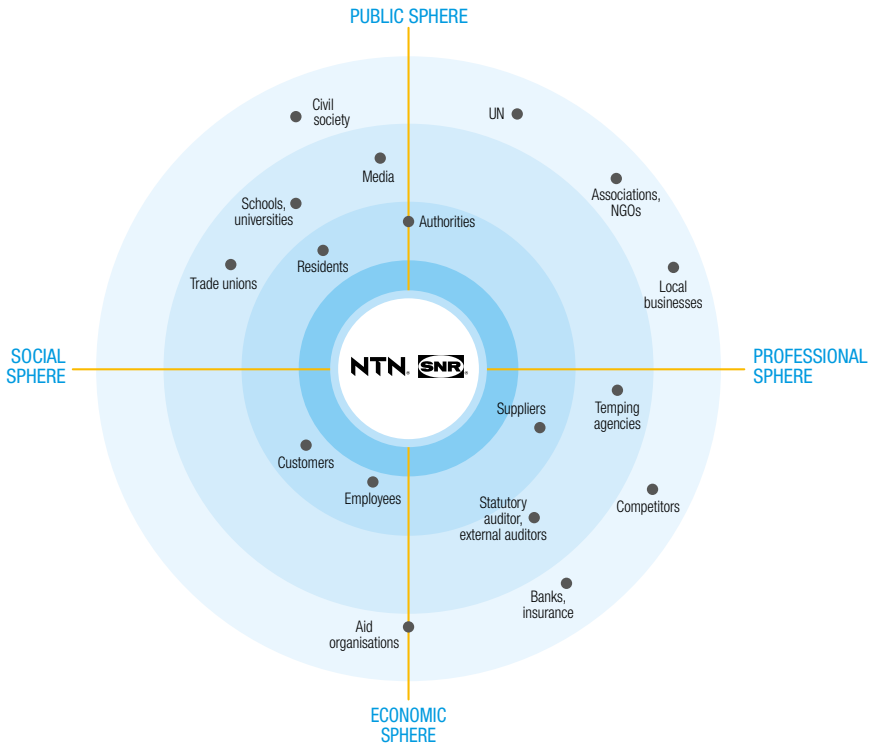 PUBLIC SPHERE
Civil
society
UN
Media
Associations,
NGOs
Schools,
universities
Authorities
Residents
Trade unions
Local
businesses
SOCIAL
SPHERE
NTN®
SNR®
PROFESSIONAL
SPHERE
Suppliers
Temping
agencies
Customers
Employees
Statutory
auditor,
external auditors
Competitors
Banks,
insurance
Aid
organisations
ECONOMIC
SPHERE